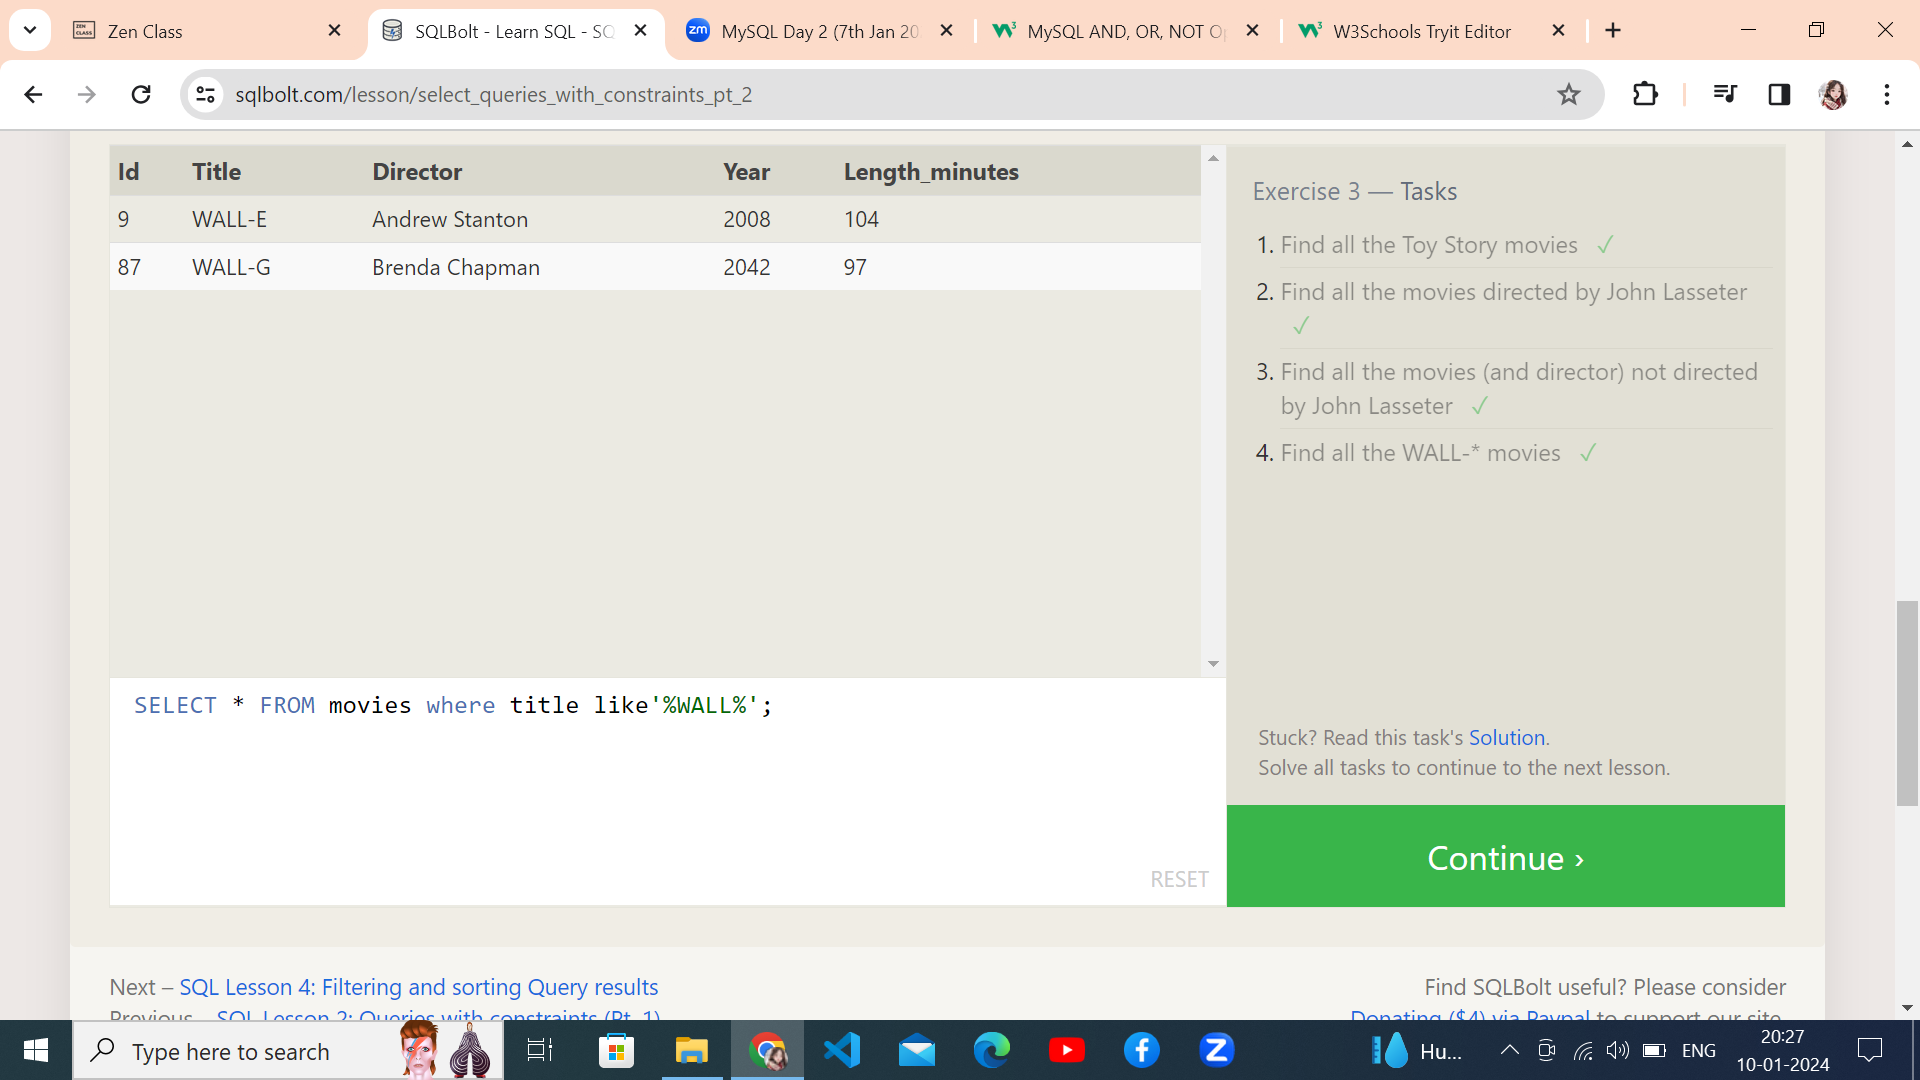 Zen Class
SQLBolt - Learn SQL - SQ
MySQL Day 2 (7th Jan 20
MySQL AND, OR, NOT Op
W3Schools Tryit Editor
sqlbolt.com/lesson/select_queries_with_constraints_pt_2
Id Title Director Year Length_minutes
9 WALL-E Andrew Stanton 2008 104
87 WALL-G Brenda Chapman 2042 97
Exercise 3 — Tasks
1. Find all the Toy Story movies ✓
2. Find all the movies directed by John Lasseter
✓
3. Find all the movies (and director) not directed
by John Lasseter ✓
4. Find all the WALL-* movies ✓
SELECT * FROM movies where title like'%WALL%';
RESET
Stuck? Read this task's Solution.
Solve all tasks to continue to the next lesson.
Continue ›
Next – SQL Lesson 4: Filtering and sorting Query results
Previous – SQL Lesson 2: Queries with constraints (Pt. 1)
Find SQLBolt useful? Please consider
Donating ($4) via Paypal to support our site.
Type here to search
Hu...
ENG
20:27
10-01-2024